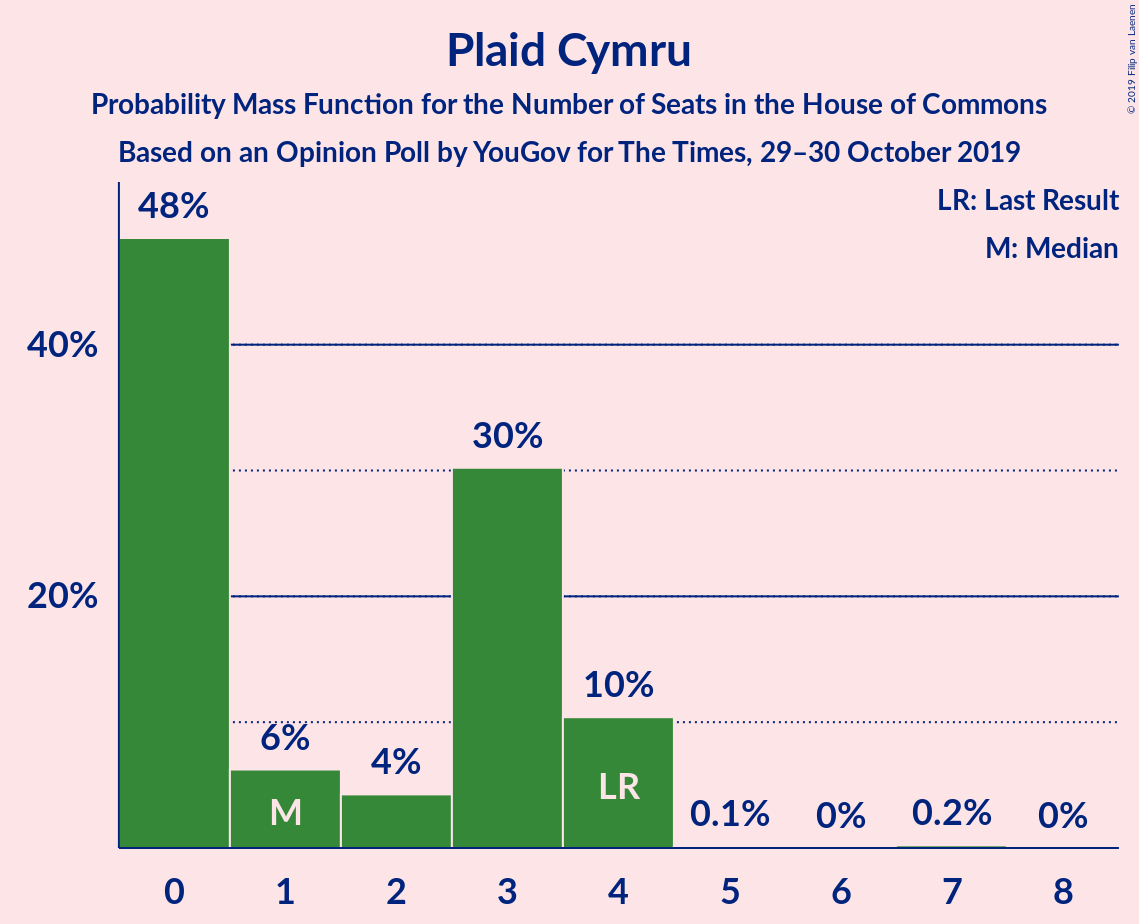 Plaid Cymru
Probability Mass Function for the Number of Seats in the House of Commons
Based on an Opinion Poll by YouGov for The Times, 29–30 October 2019
© 2019 Filip van Laenen
LR: Last Result
M: Median
48%
40%
30%
20%
10%
6%
4%
M
LR
0.1%
0%
0.2%
0%
0 1 2 3 4 5 6 7 8